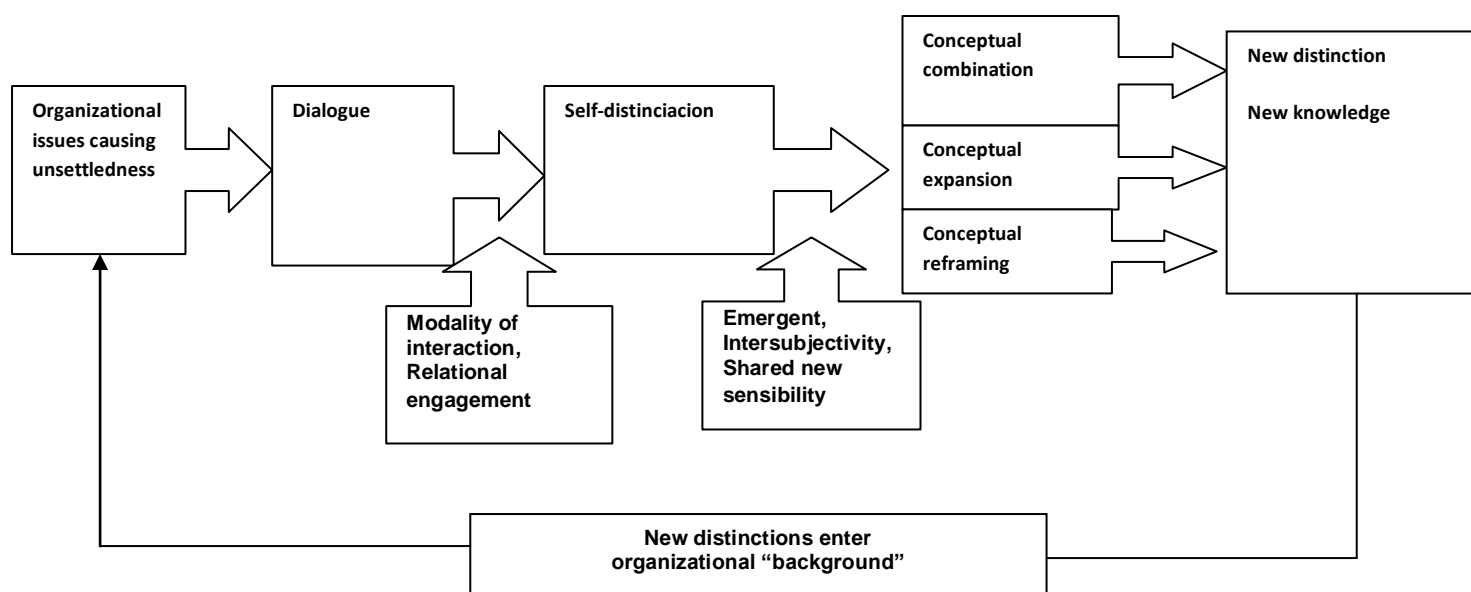 Organizational
issues causing
unsettledness
Dialogue
Self-distinciacion
Conceptual
combination
Conceptual
expansion
Conceptual
reframing
New distinction
New knowledge
Modality of
interaction,
Relational
engagement
Emergent,
Intersubjectivity,
Shared new
sensibility
New distinctions enter
organizational “background”